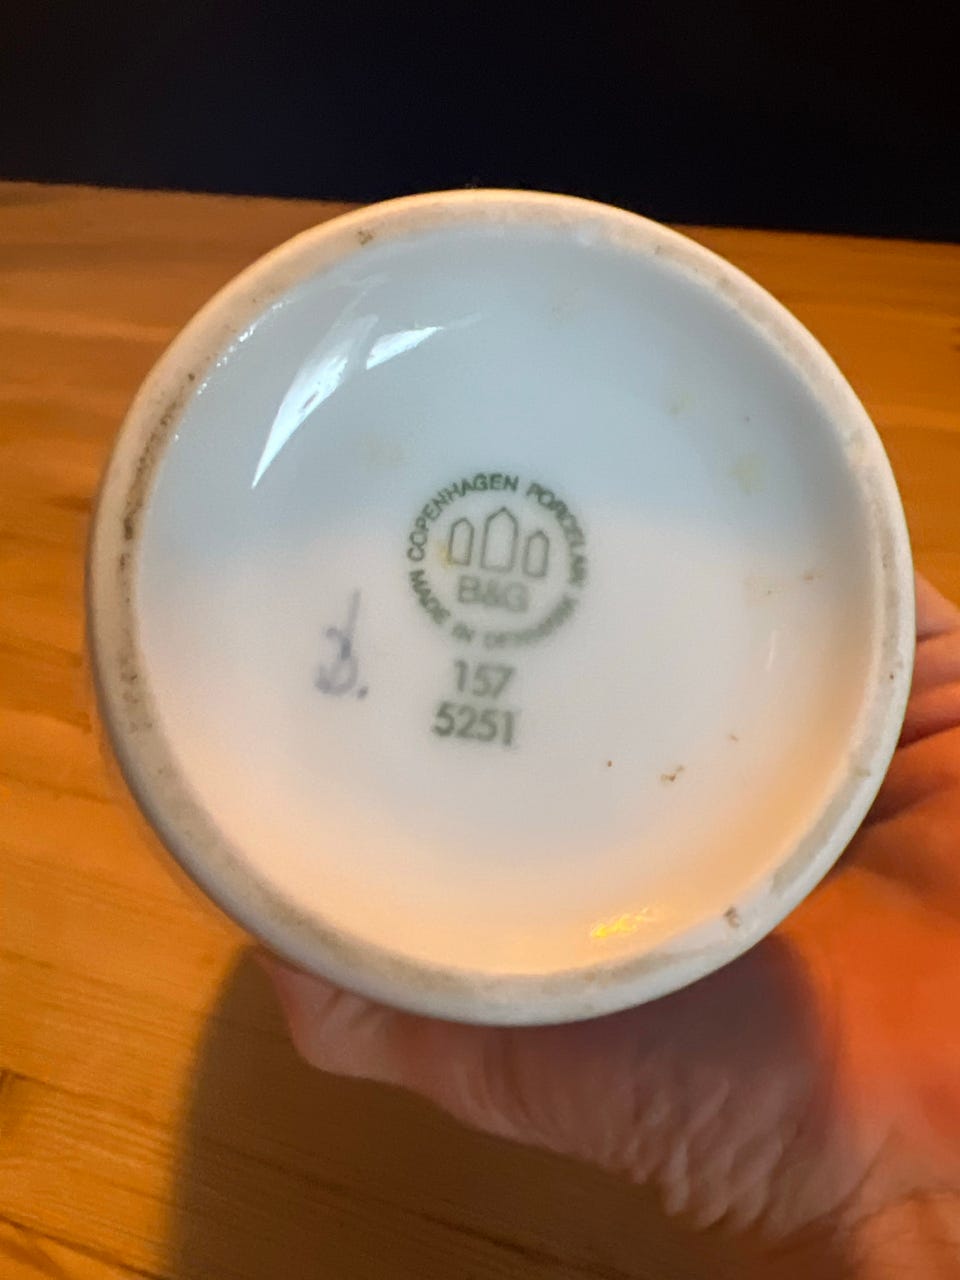 COPENHAGEN PORCELAIN
MADE IN DENMARK
B&G
157
5251
B.